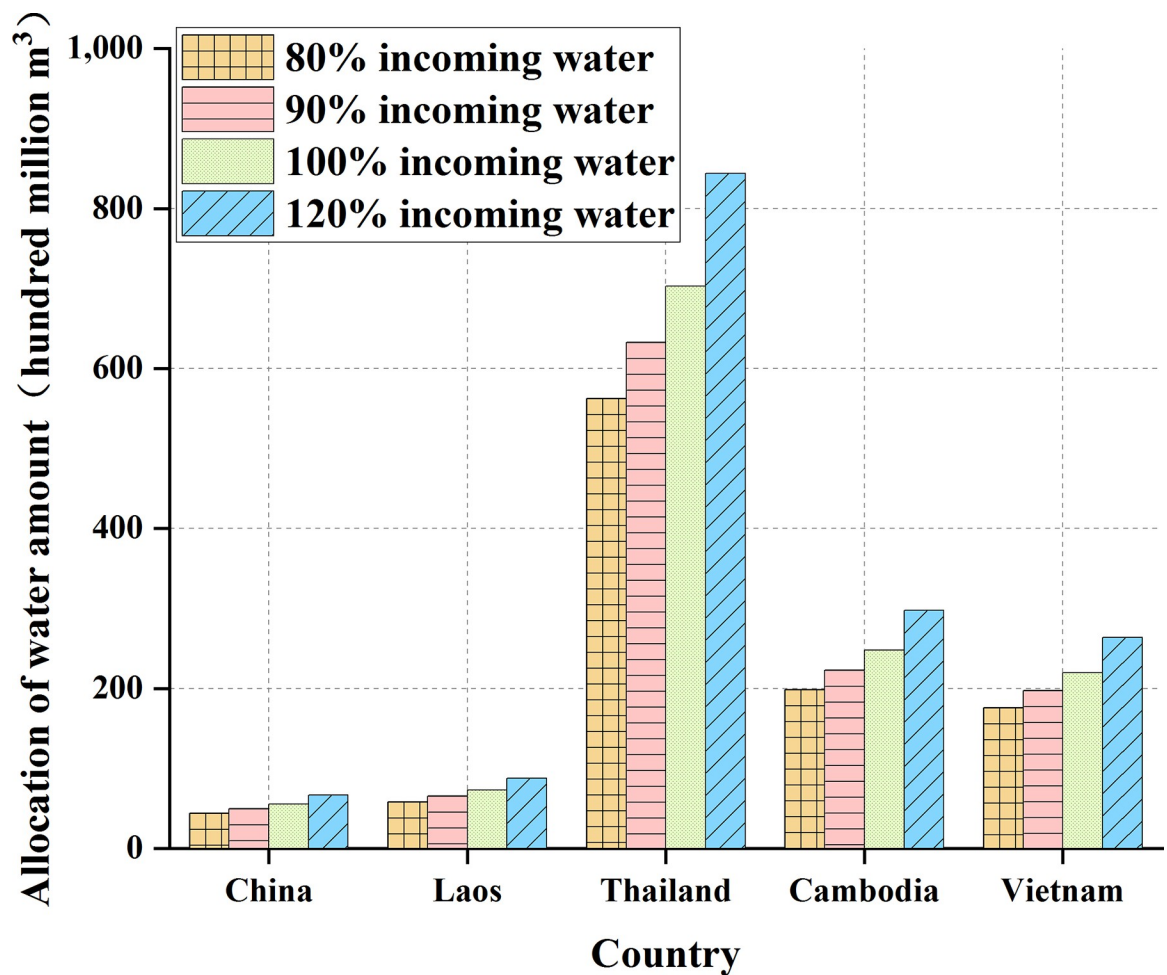 Allocation of water amount（hundred million m³）
1,000
800
600
400
200
0
80% incoming water
90% incoming water
100% incoming water
120% incoming water
China
Laos
Thailand
Cambodia
Vietnam
Country